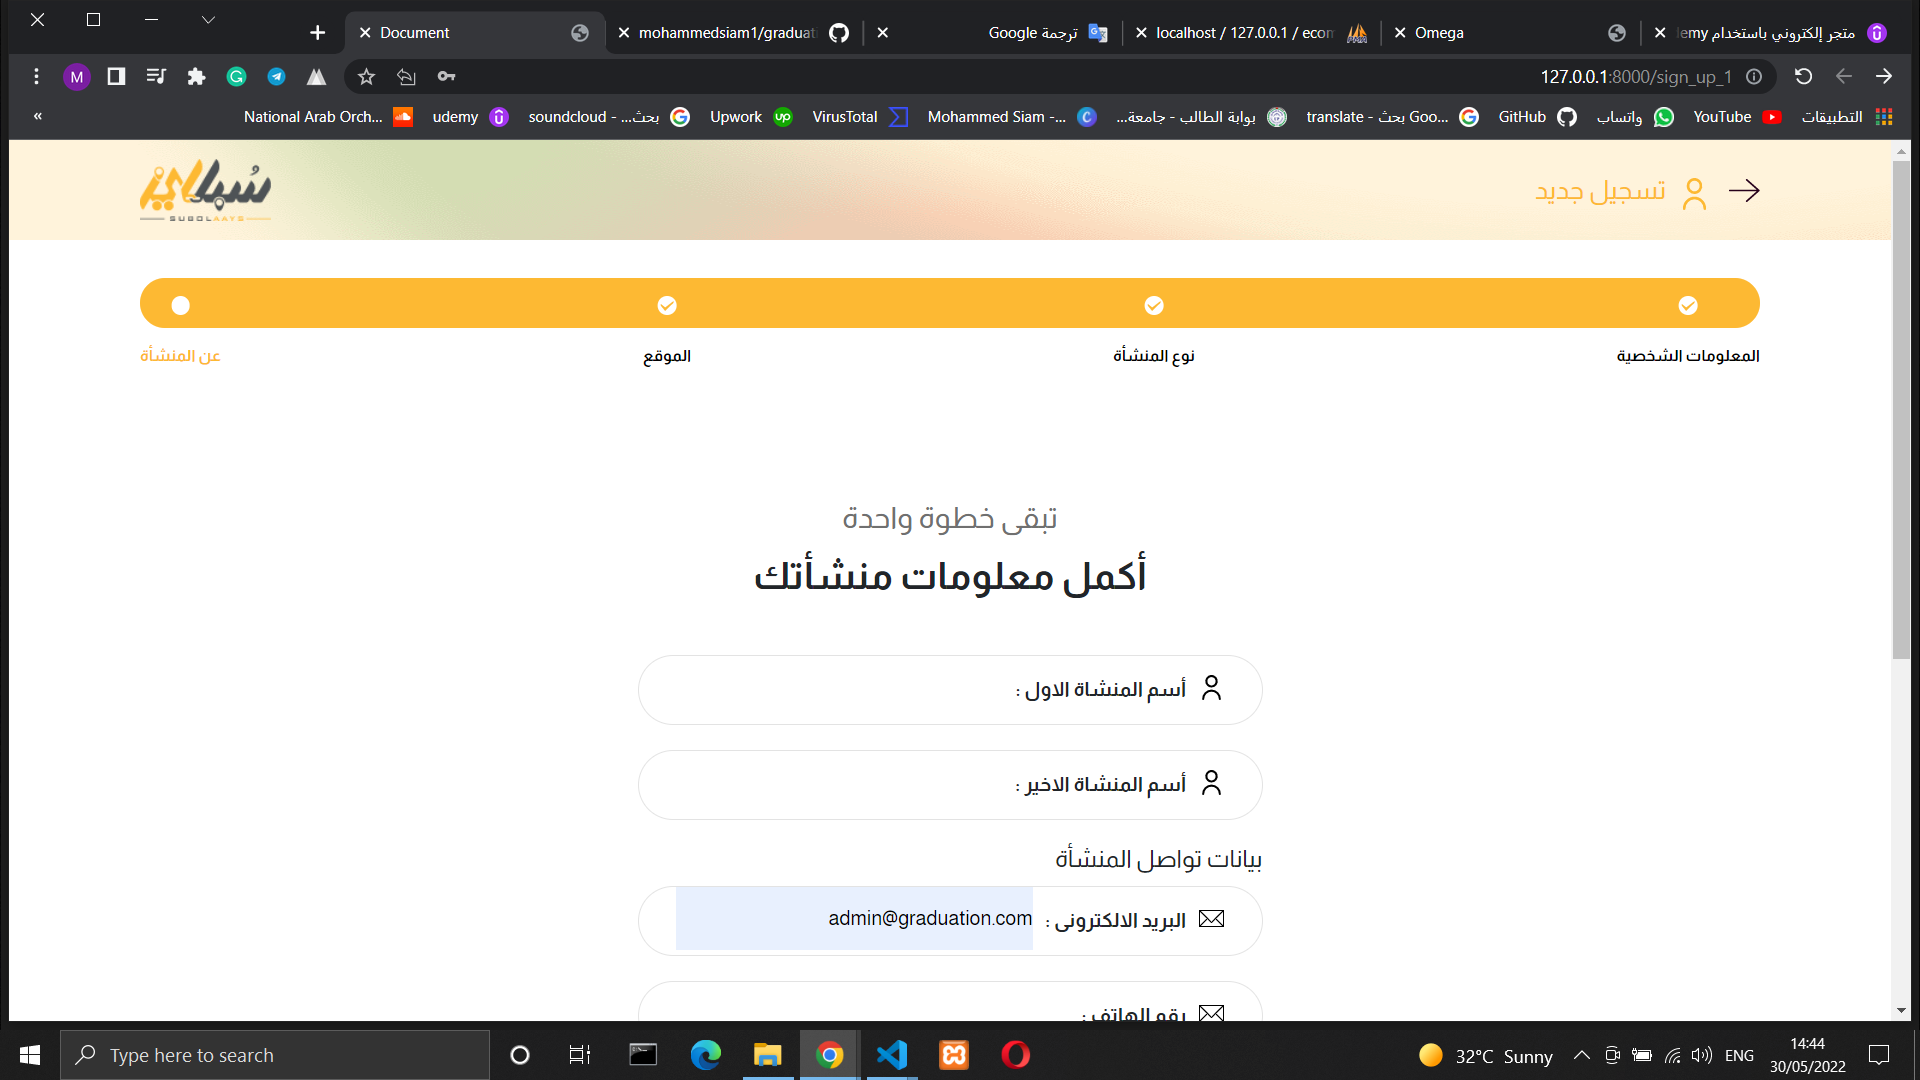 Document
mohammedsiam1/graduat
ترجمة Google
localhost / 127.0.0.1 / econ
Omega
متجر إلكتروني باستخدام lemy
M
127.0.0.1:8000/sign_up_1
«
National Arab Orch...
udemy
soundcloud - بحث...
Upwork
VirusTotal
Mohammed Siam -...
بوابة الطالب - جامعة...
translate - بحث Goo...
GitHub
واتساب
YouTube
التطبيقات
تسجيل جديد
سُبلاي
SUBOLAAYS
المعلومات الشخصية
نوع المنشأة
الموقع
عن المنشأة
تبقى خطوة واحدة
أكمل معلومات منشأتك
أسم المنشاة الاول :
أسم المنشاة الاخير :
بيانات تواصل المنشأة
البريد الالكترونى : admin@graduation.com
رقم الهاتف :
Type here to search
32°C Sunny
ENG
14:44
30/05/2022